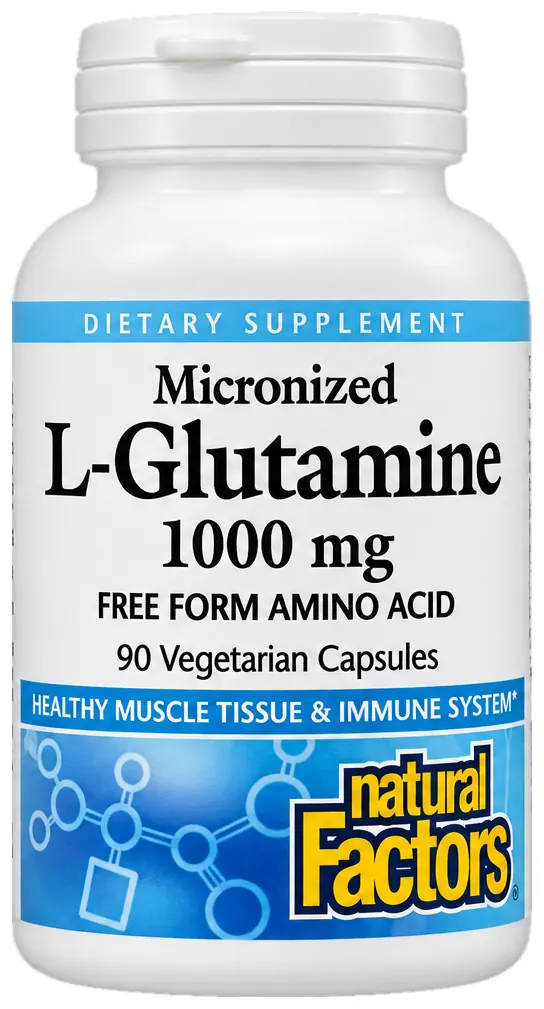 DIETARY SUPPLEMENT
Micronized
L-Glutamine
1000 mg
FREE FORM AMINO ACID
90 Vegetarian Capsules
HEALTHY MUSCLE TISSUE & IMMUNE SYSTEM*
natural
Factors®